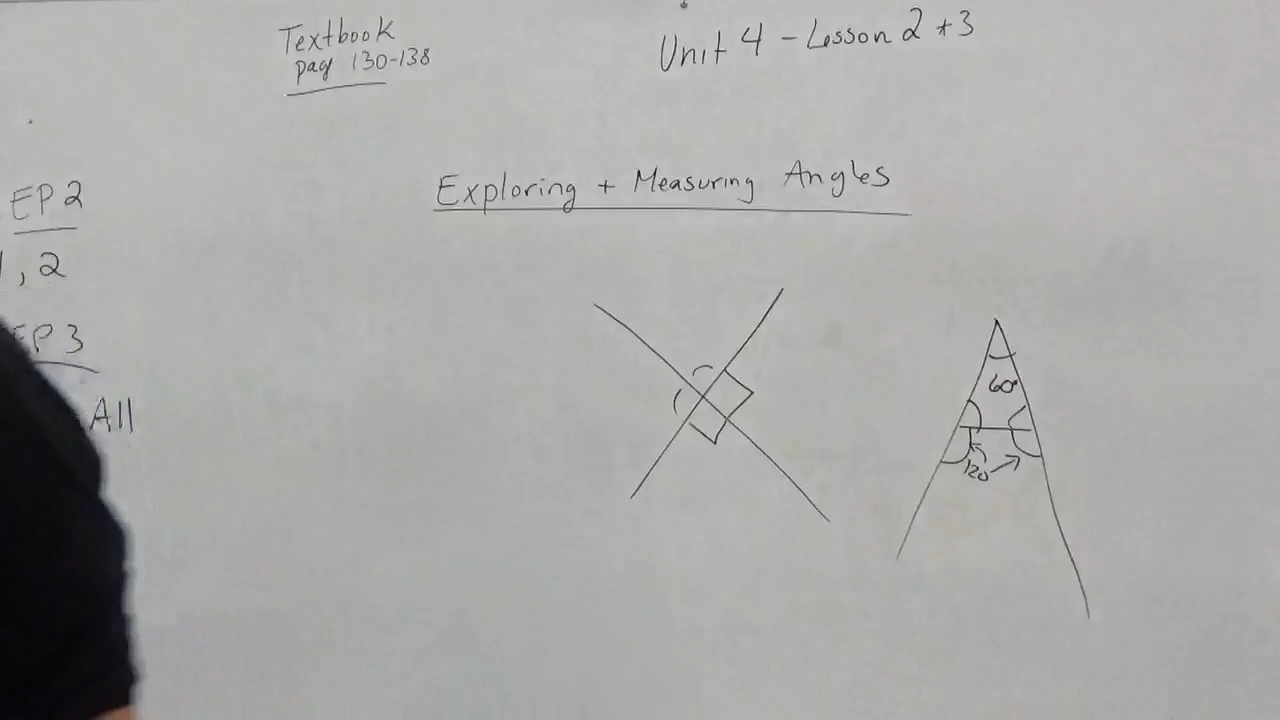 Textbook
pag 130-138
Unit 4 - Lesson 2 + 3
EP 2
1, 2
EP 3
All
Exploring + Measuring Angles
60°
120